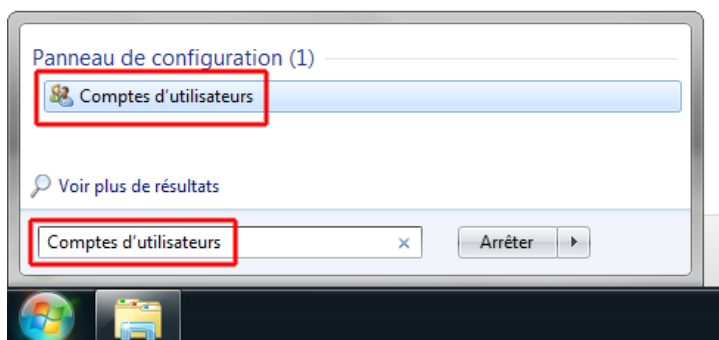 Panneau de configuration (1)
Comptes d'utilisateurs
Voir plus de résultats
Comptes d'utilisateurs
Arrêter